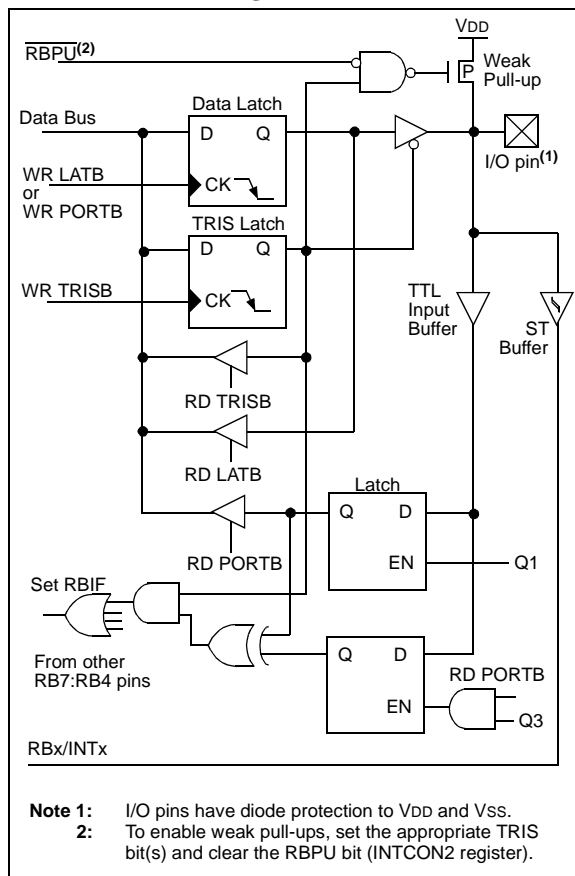 VDD
RBPU(2)
Weak
Pull-up
P
Data Latch
Data Bus
D Q
I/O pin(1)
WR LATB
or
WR PORTB
CK
TRIS Latch
D Q
WR TRISB
CK
TTL
Input
Buffer
ST
Buffer
RD TRISB
RD LATB
Latch
Q D
EN
Q1
RD PORTB
Set RBIF
From other
RB7:RB4 pins
Q D
RD PORTB
EN
Q3
RBx/INTx
Note 1: I/O pins have diode protection to VDD and VSS.
2: To enable weak pull-ups, set the appropriate TRIS
bit(s) and clear the RBPU bit (INTCON2 register).